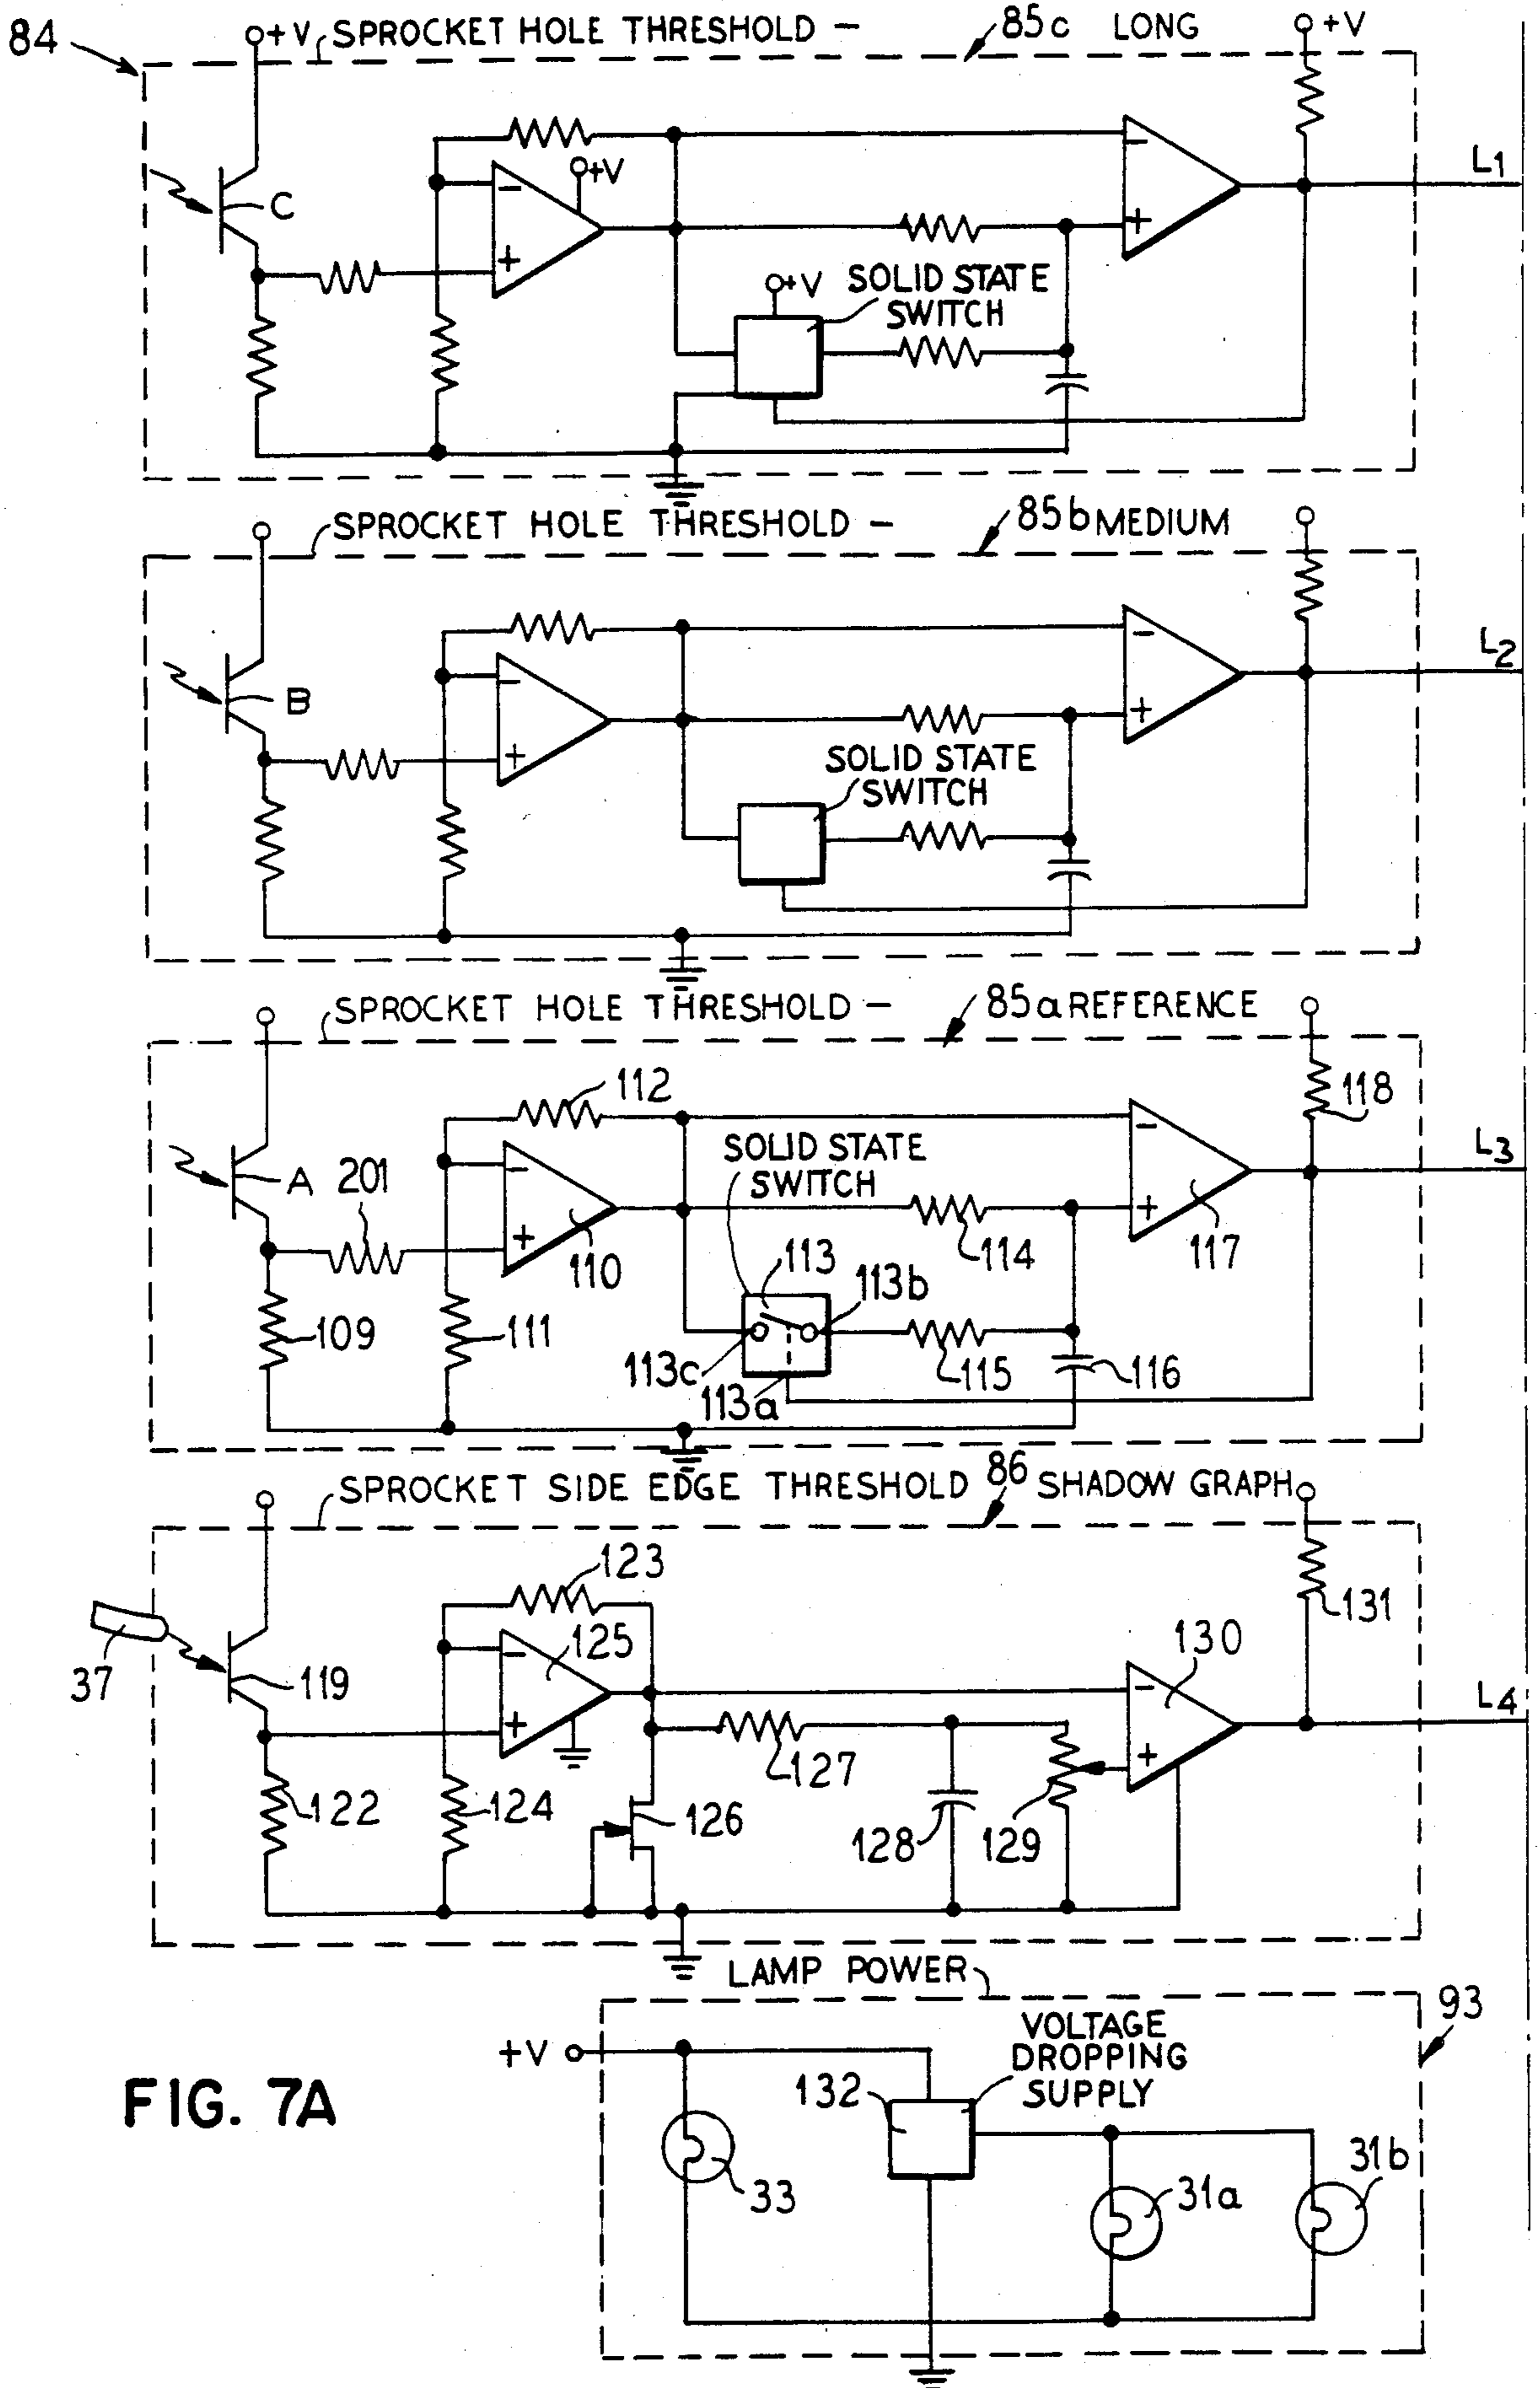 84
+V SPROCKET HOLE THRESHOLD - 85c LONG +V
+V
C
- +
- +
L1
+V SOLID STATE
SWITCH
SPROCKET HOLE THRESHOLD - 85b MEDIUM
B
- +
- +
L2
SOLID STATE
SWITCH
SPROCKET HOLE THRESHOLD - 85a REFERENCE
112
118
A 201
- +
SOLID STATE
SWITCH
- +
L3
110
114
117
113 113b
109
111
113c
113a
115
116
SPROCKET SIDE EDGE THRESHOLD 86 SHADOW GRAPH
123
131
37
119
- +
125
130
- +
L4
127
122
124
126
128
129
LAMP POWER
93
+V
VOLTAGE
DROPPING
SUPPLY
132
FIG. 7A
33
31a
31b